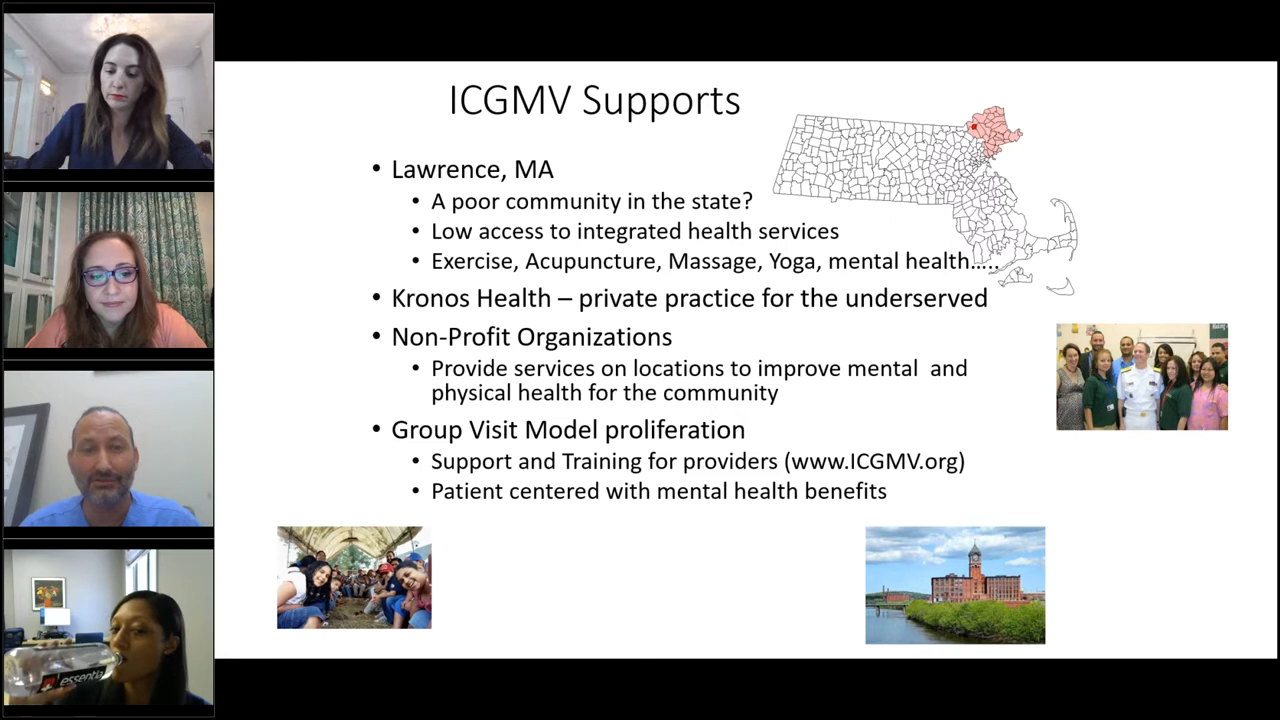 ICGMV Supports
• Lawrence, MA
• A poor community in the state?
• Low access to integrated health services
• Exercise, Acupuncture, Massage, Yoga, mental health.....
• Kronos Health – private practice for the underserved
• Non-Profit Organizations
• Provide services on locations to improve mental and
physical health for the community
• Group Visit Model proliferation
• Support and Training for providers (www.ICGMV.org)
• Patient centered with mental health benefits
essentia